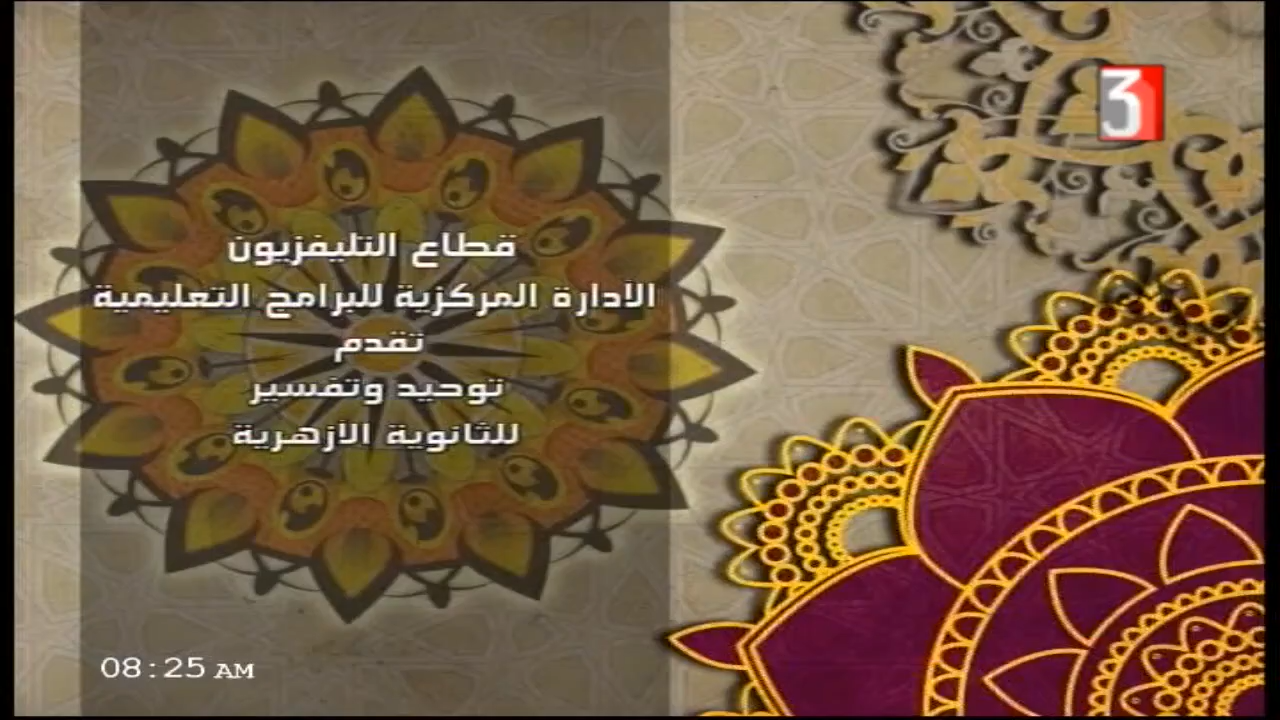 3
قطاع التليفزيون
الادارة المركزية للبرامج التعليمية
تقدم
توحيد وتفسير
للثانوية الازهرية
08:25 AM